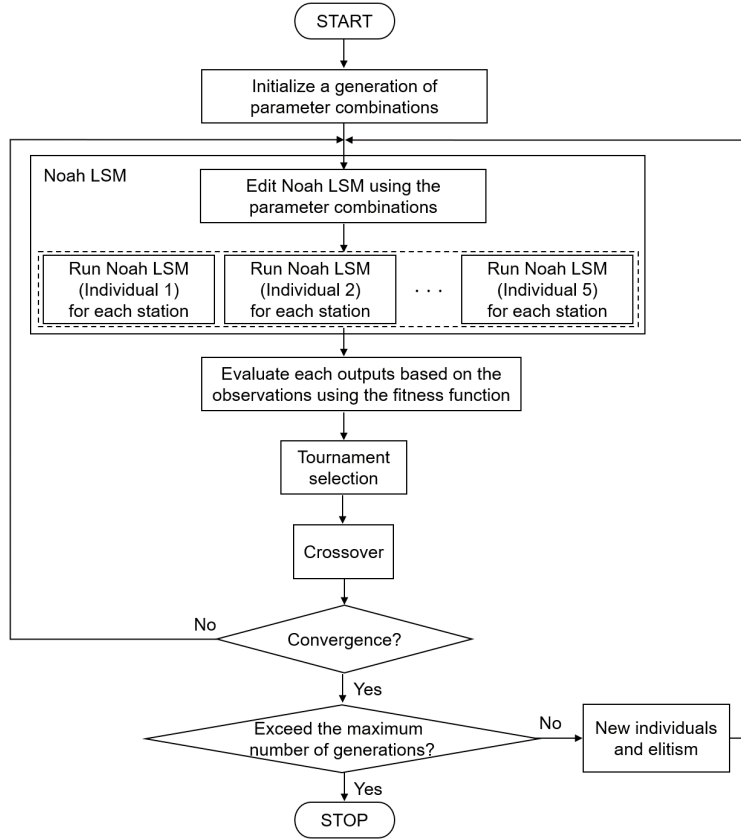 START
Initialize a generation of
parameter combinations
Noah LSM
Edit Noah LSM using the
parameter combinations
Run Noah LSM
(Individual 1)
for each station
Run Noah LSM
(Individual 2)
for each station
. . .
Run Noah LSM
(Individual 5)
for each station
Evaluate each outputs based on the
observations using the fitness function
Tournament
selection
Crossover
Convergence?
No
Yes
Exceed the maximum
number of generations?
No
New individuals
and elitism
Yes
STOP